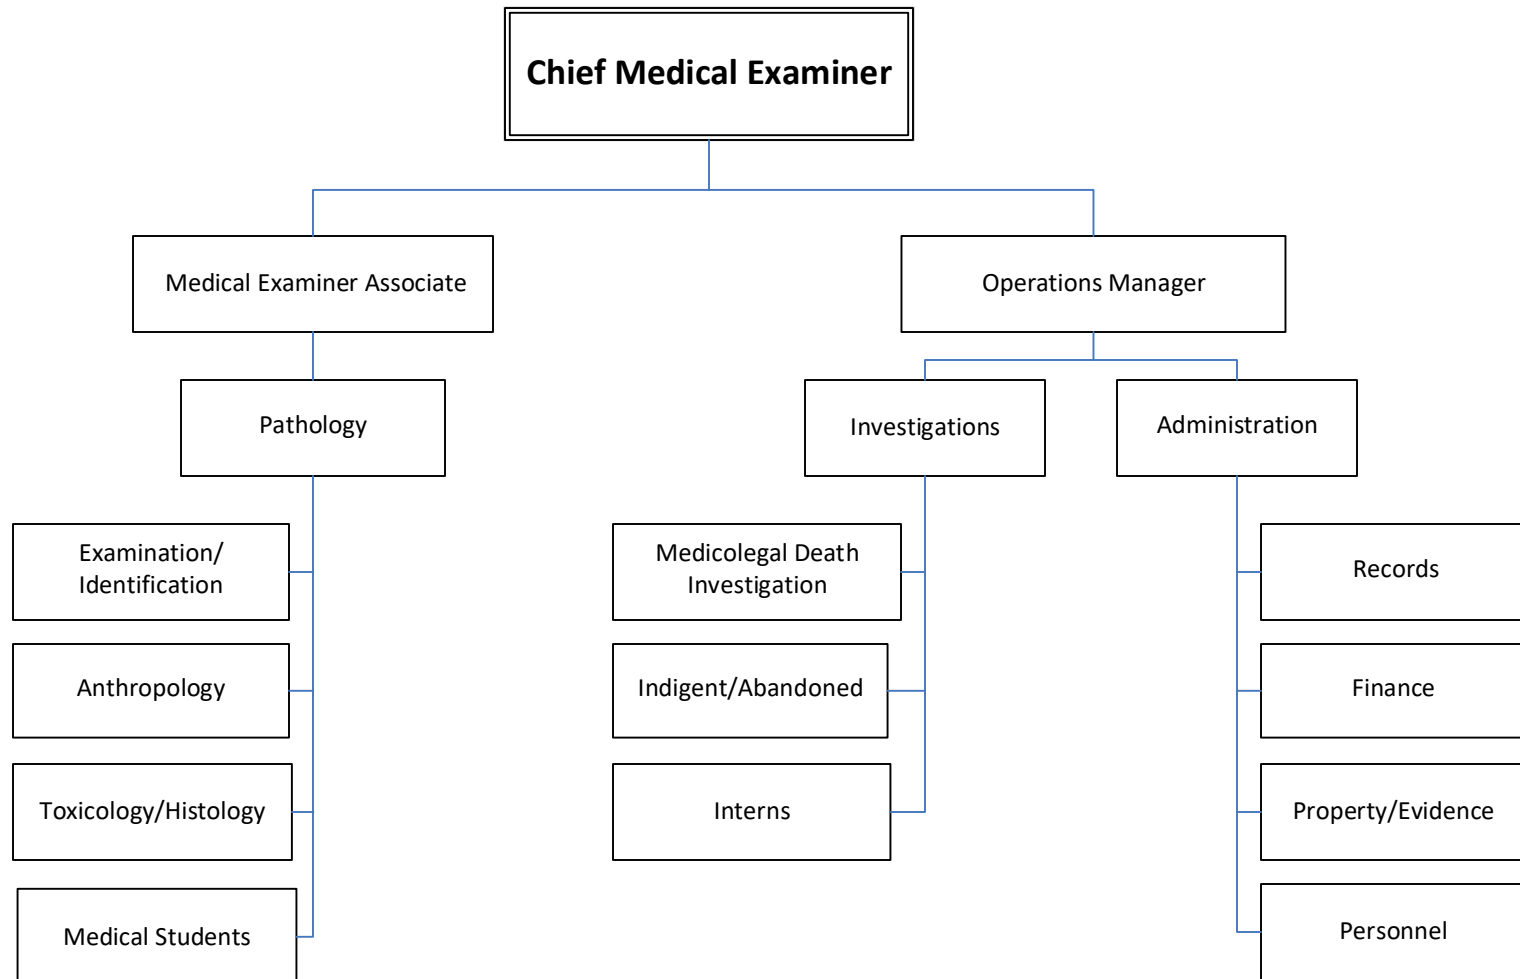 Chief Medical Examiner
Medical Examiner Associate
Operations Manager
Pathology
Investigations
Administration
Examination/
Identification
Medicolegal Death
Investigation
Records
Anthropology
Indigent/Abandoned
Finance
Toxicology/Histology
Interns
Property/Evidence
Medical Students
Personnel